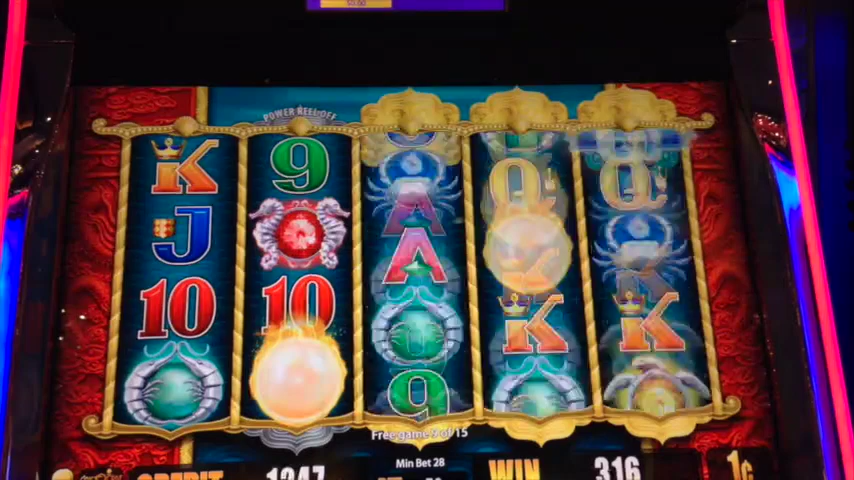 POWER REEL OFF
K 9 Q Q
J A
10 10 A K K
9
Free game 5 of 15
Min Bet 28
CREDIT 1247 WIN 316 1¢